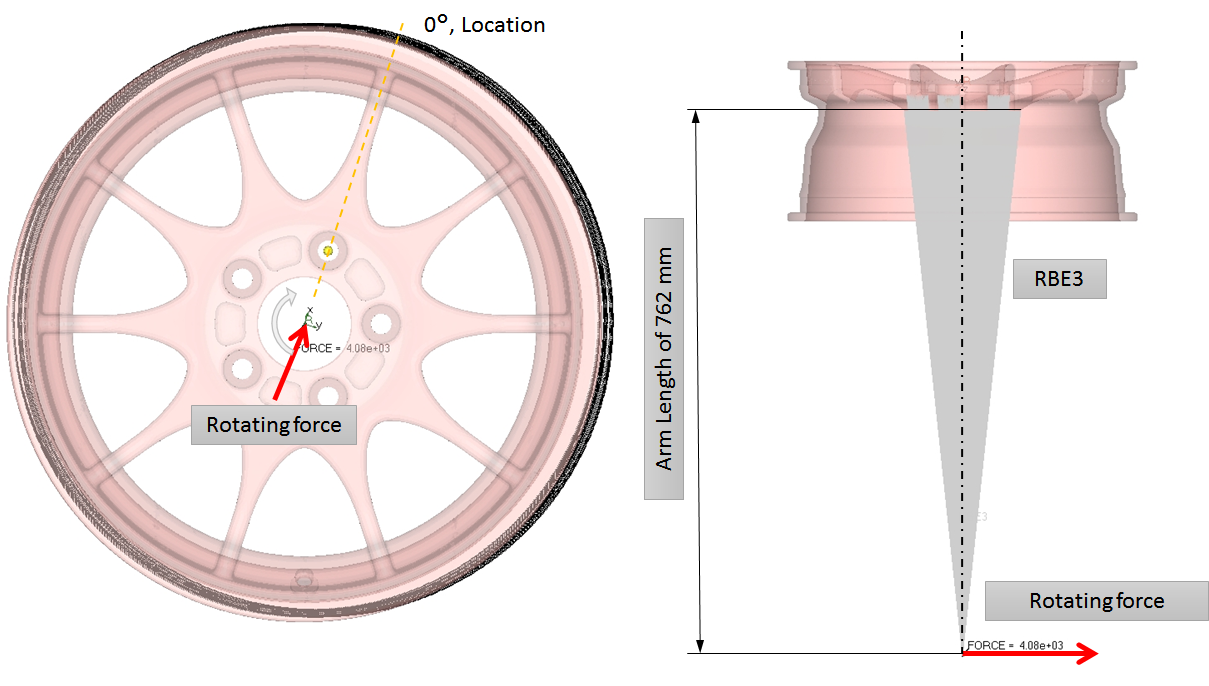 0°, Location
x
y
FORCE = 4.08e+03
Rotating force
Arm Length of 762 mm
RBE3
Rotating force
FORCE = 4.08e+03